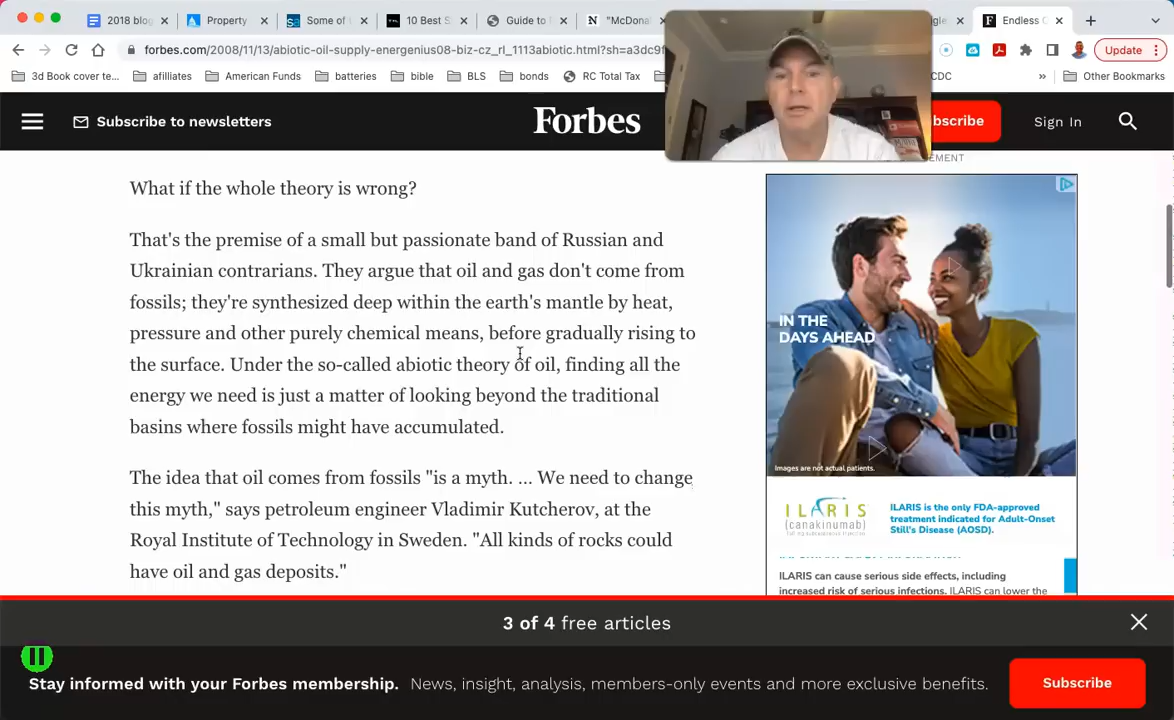 2018 blog
Property
Some of
10 Best S
Guide to
"McDonal
Endless
forbes.com/2008/11/13/abiotic-oil-supply-energenius08-biz-cz_rl_1113abiotic.html?sh=a3dc9f
Update
3d Book cover te...
afilliates
American Funds
batteries
bible
BLS
bonds
RC Total Tax
CDC
»
Other Bookmarks
Subscribe to newsletters
Forbes
bscribe
Sign In
EMENT
What if the whole theory is wrong?
That's the premise of a small but passionate band of Russian and
Ukrainian contrarians. They argue that oil and gas don't come from
fossils; they're synthesized deep within the earth's mantle by heat,
pressure and other purely chemical means, before gradually rising to
the surface. Under the so-called abiotic theory of oil, finding all the
energy we need is just a matter of looking beyond the traditional
basins where fossils might have accumulated.
The idea that oil comes from fossils "is a myth. ... We need to change
this myth," says petroleum engineer Vladimir Kutcherov, at the
Royal Institute of Technology in Sweden. "All kinds of rocks could
have oil and gas deposits."
IN THE
DAYS AHEAD
Images are not actual patients.
ILARIS
(canakinumab)
ILARIS is the only FDA-approved
treatment indicated for Adult-Onset
Still's Disease (AOSD).
ILARIS can cause serious side effects, including
increased risk of serious infections. ILARIS can lower the
3 of 4 free articles
Stay informed with your Forbes membership. News, insight, analysis, members-only events and more exclusive benefits.
Subscribe